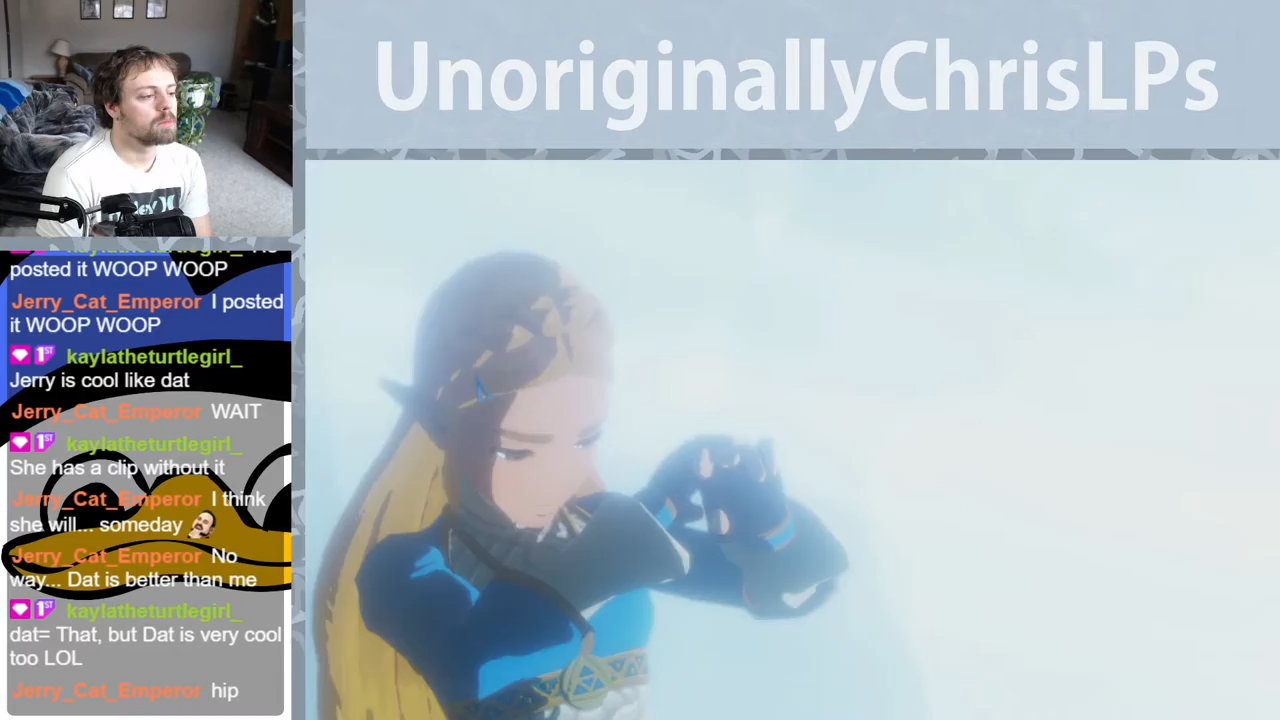 UnoriginallyChrisLPs
posted it WOOP WOOP
Jerry_Cat_Emperor I posted
it WOOP WOOP
kaylatheturtlegirl_
Jerry is cool like dat
Jerry_Cat_Emperor WAIT
kaylatheturtlegirl_
She has a clip without it
Jerry_Cat_Emperor I think
she will... someday
Jerry_Cat_Emperor No
way... Dat is better than me
kaylatheturtlegirl_
dat= That, but Dat is very cool
too LOL
Jerry_Cat_Emperor hip